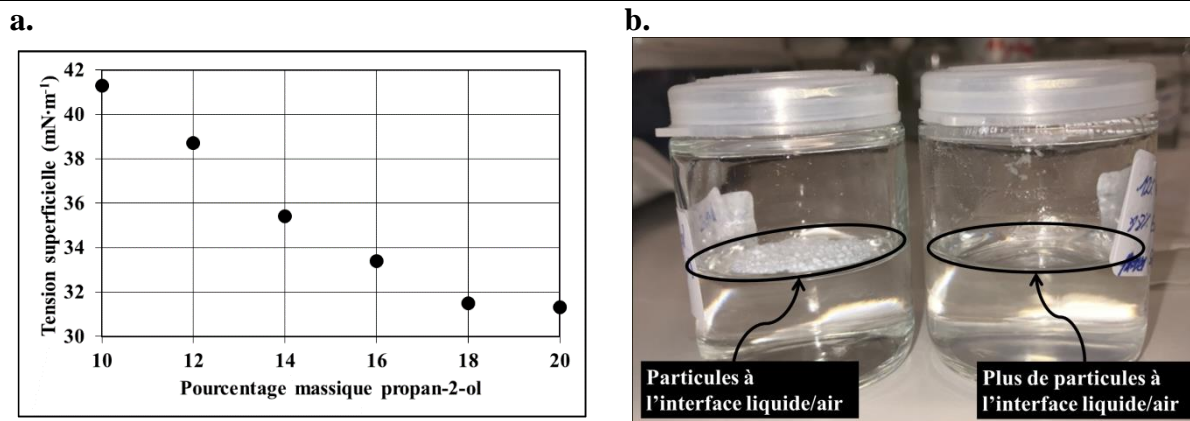 a.
b.
Tension superficielle (mN·m⁻¹)
42
40
38
36
34
32
30
10
12
14
16
18
20
Pourcentage massique propan-2-ol
Particules à
l'interface liquide/air
Plus de particules à
l'interface liquide/air